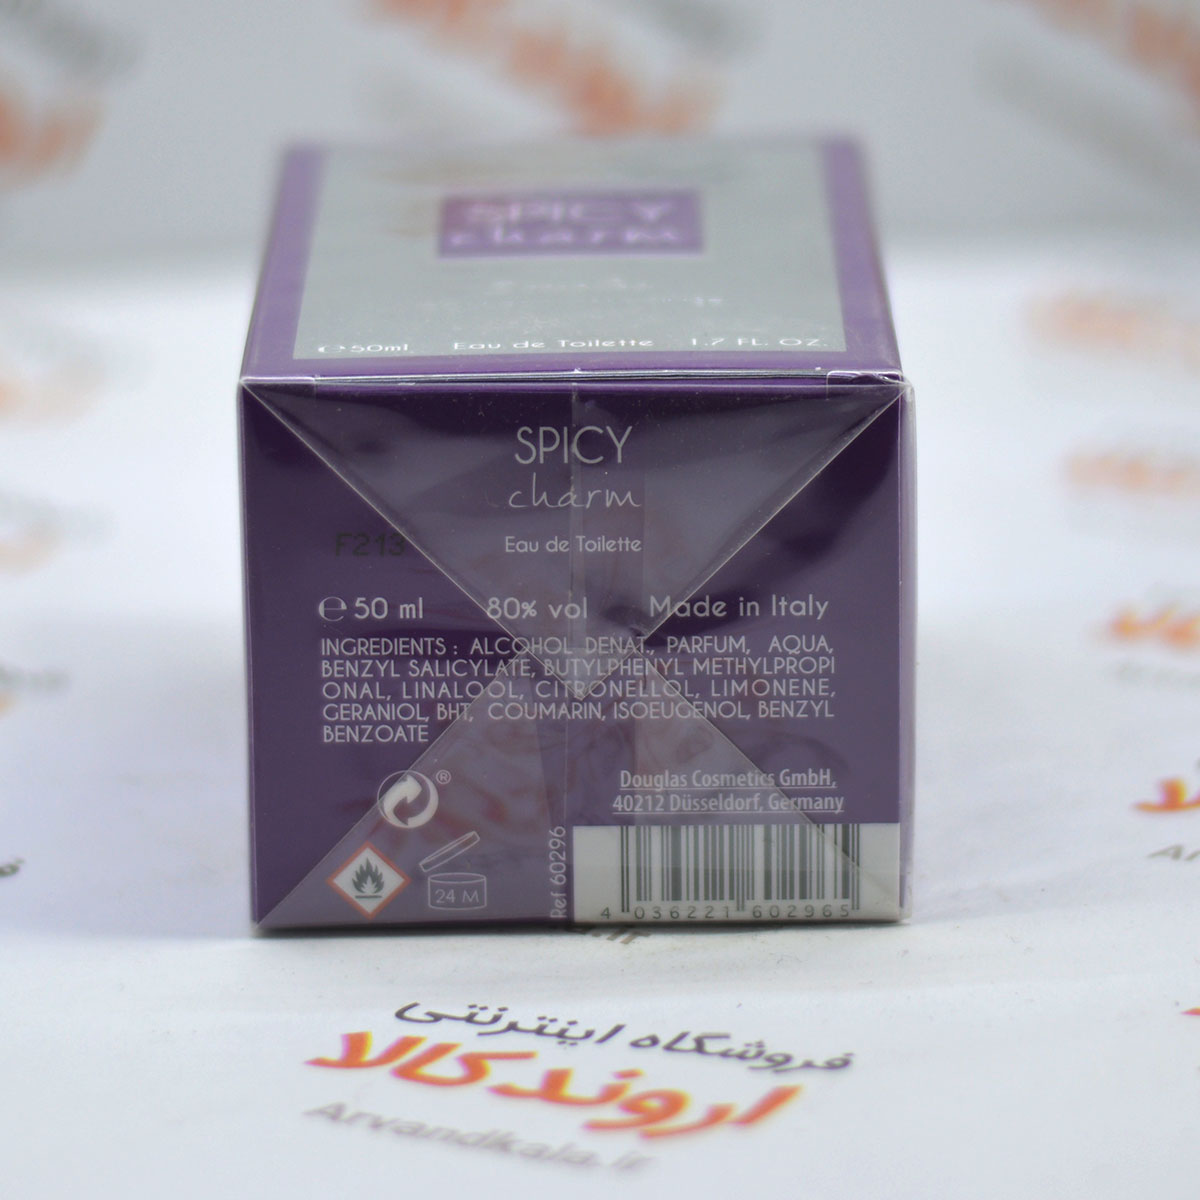 SPICY
charm
℮50ml Eau de Toilette 1.7 FL. OZ.
SPICY
charm
F213
Eau de Toilette
℮ 50 ml 80% vol Made in Italy
INGREDIENTS : ALCOHOL DENAT., PARFUM, AQUA,
BENZYL SALICYLATE, BUTYLPHENYL METHYLPROPI
ONAL, LINALOOL, CITRONELLOL, LIMONENE,
GERANIOL, BHT, COUMARIN, ISOEUGENOL, BENZYL
BENZOATE
®
Douglas Cosmetics GmbH,
40212 Düsseldorf, Germany
24 M
Ref 60296
4 036221 602965
فروشگاه اینترنتی
اروند کالا
Arvandkala.ir